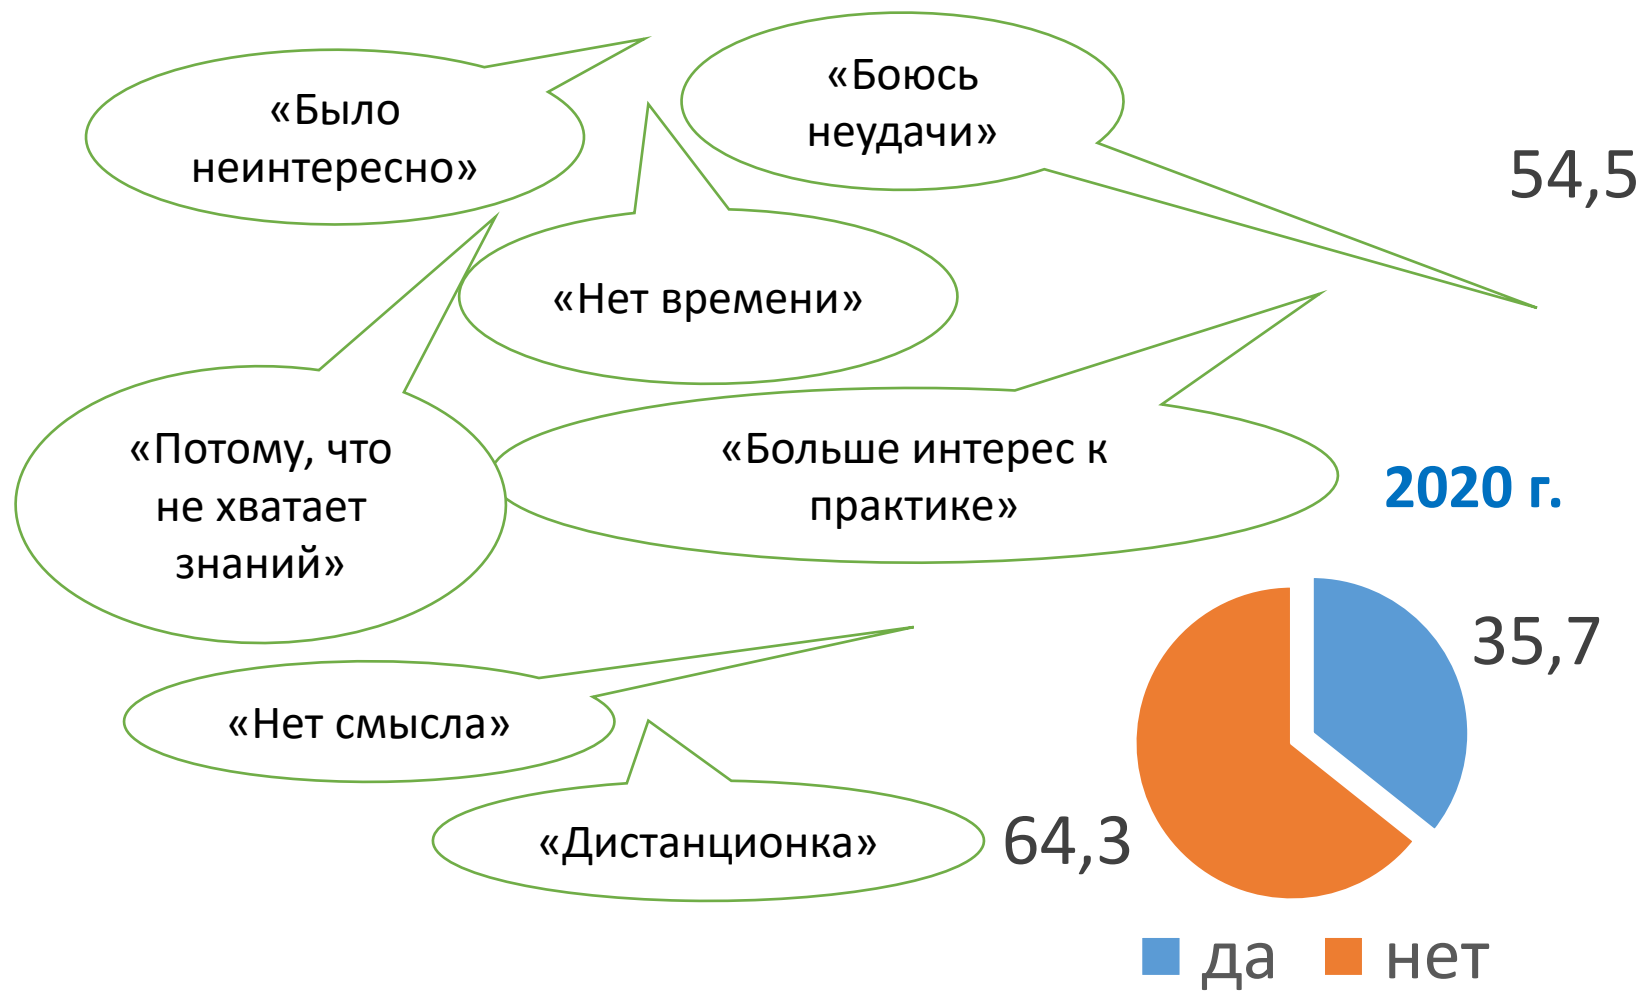 «Было
неинтересно»
«Боюсь
неудачи»
54,5
«Нет времени»
«Потому, что
не хватает
знаний»
«Больше интерес к
практике»
2020 г.
35,7
«Нет смысла»
«Дистанционка»
64,3
да нет